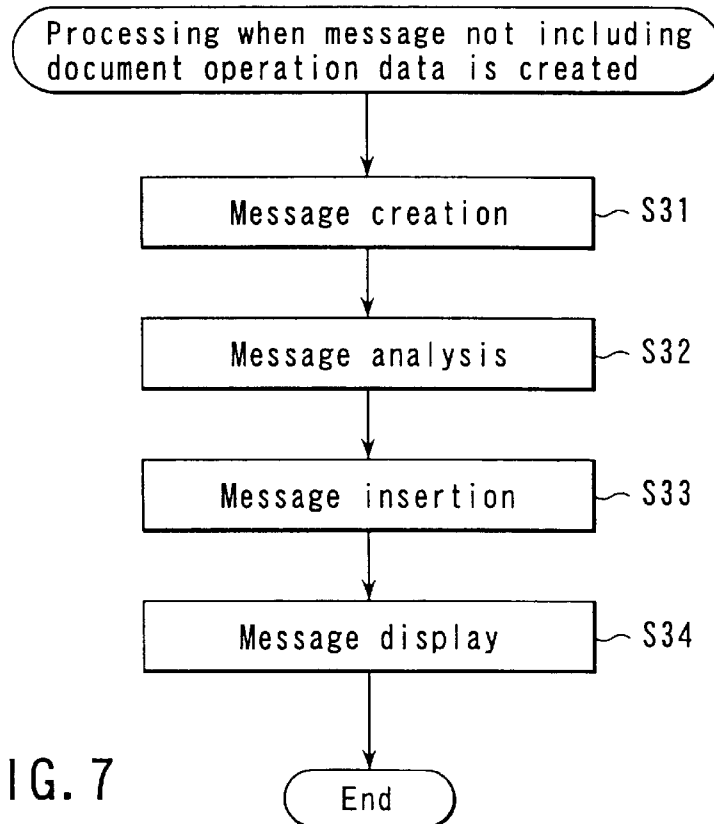 Processing when message not including
document operation data is created
Message creation
S31
Message analysis
S32
Message insertion
S33
Message display
S34
IG. 7
End